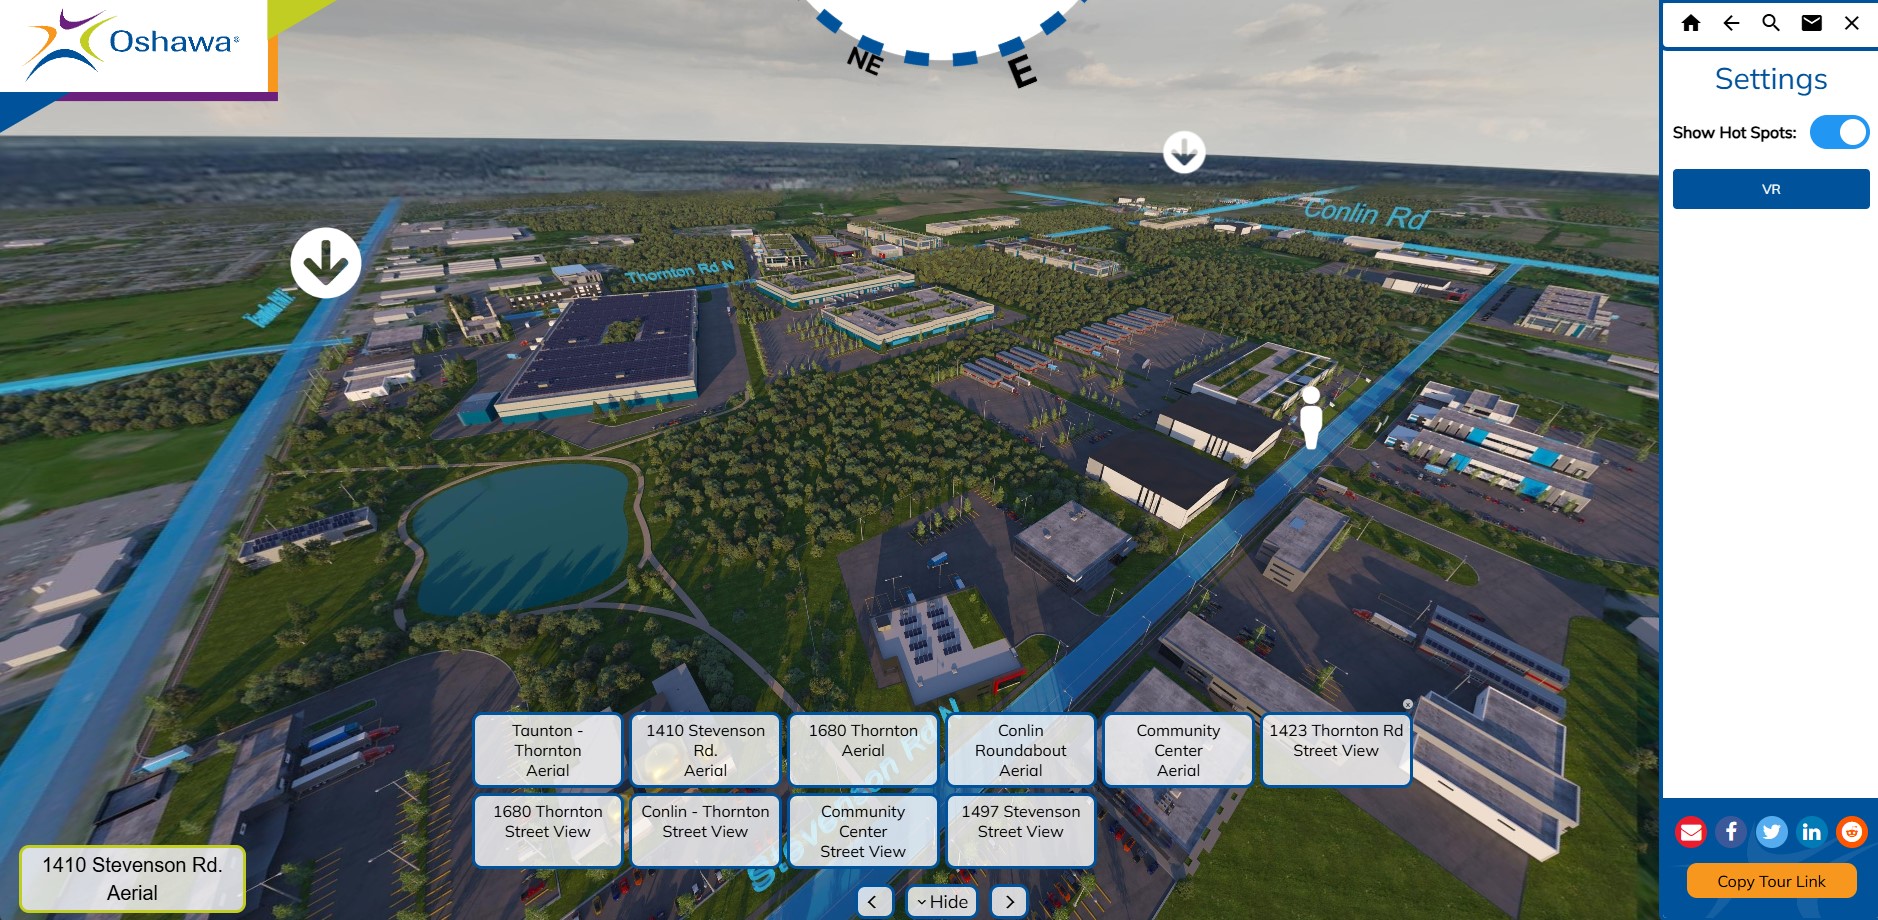 Oshawa®
NE
E
Settings
Show Hot Spots:
VR
Conlin Rd
Thornton Rd N
Stevenson Rd N
Taunton -
Thornton
Aerial
1410 Stevenson
Rd.
Aerial
1680 Thornton
Aerial
Conlin
Roundabout
Aerial
Community
Center
Aerial
1423 Thornton Rd
Street View
x
1680 Thornton
Street View
Conlin - Thornton
Street View
Community
Center
Street View
1497 Stevenson
Street View
1410 Stevenson Rd.
Aerial
Hide
Copy Tour Link